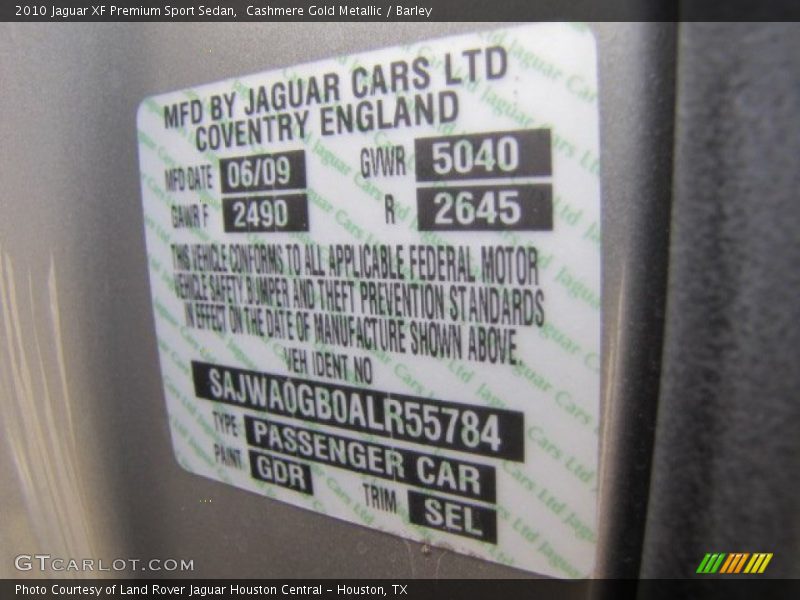 2010 Jaguar XF Premium Sport Sedan,  Cashmere Gold Metallic / Barley
MFD BY JAGUAR CARS LTD
COVENTRY ENGLAND
MFD DATE 06/09 GVWR 5040
GAWR F 2490 R 2645
THIS VEHICLE CONFORMS TO ALL APPLICABLE FEDERAL MOTOR
VEHICLE SAFETY, BUMPER AND THEFT PREVENTION STANDARDS
IN EFFECT ON THE DATE OF MANUFACTURE SHOWN ABOVE.
VEH IDENT NO
SAJWA0GB0ALR55784
TYPE PASSENGER CAR
PAINT GDR TRIM SEL
GTCARLOT.COM
Photo Courtesy of Land Rover Jaguar Houston Central - Houston, TX